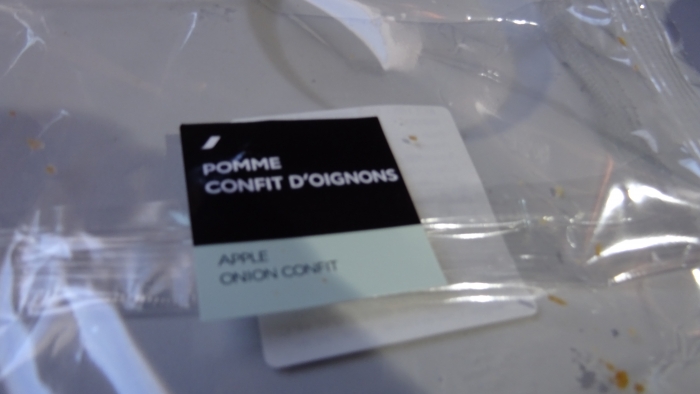 POMME
CONFIT D'OIGNONS
APPLE
ONION CONFIT